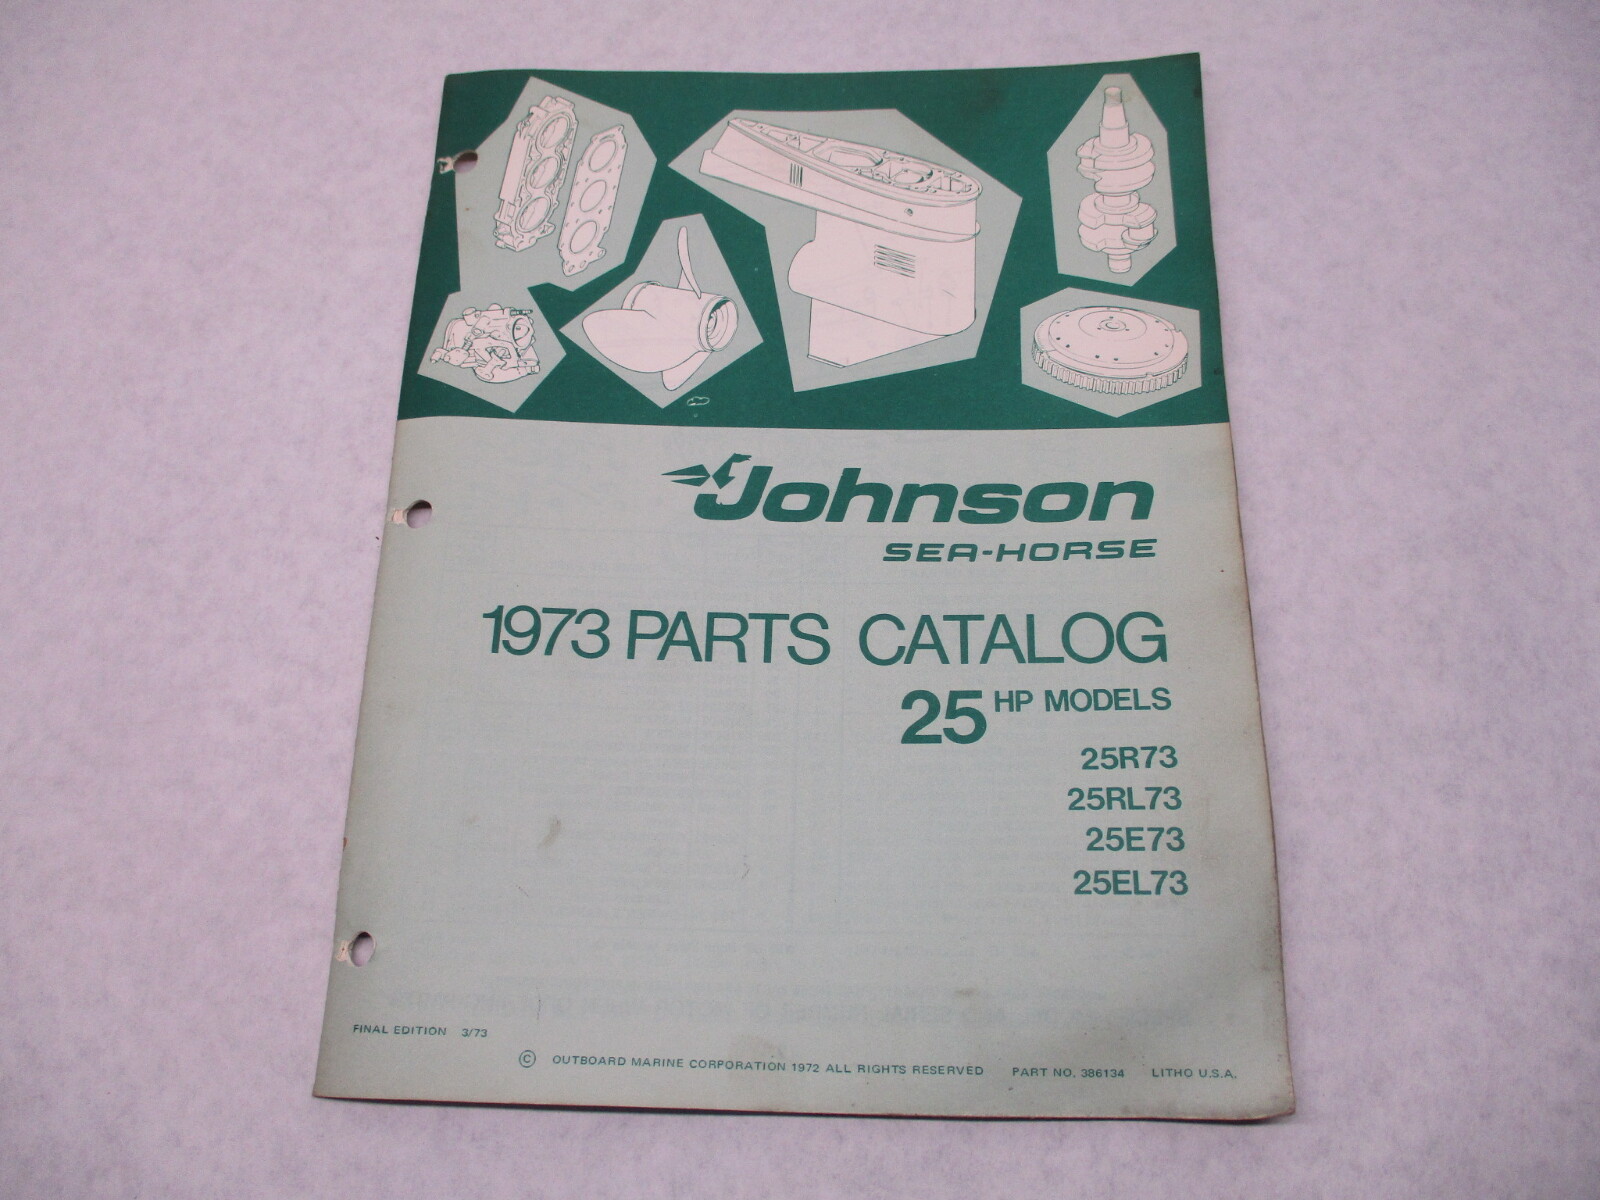 Johnson
SEA-HORSE
1973 PARTS CATALOG
25 HP MODELS
25R73
25RL73
25E73
25EL73
FINAL EDITION 3/73
© OUTBOARD MARINE CORPORATION 1972 ALL RIGHTS RESERVED PART NO. 386134 LITHO U.S.A.